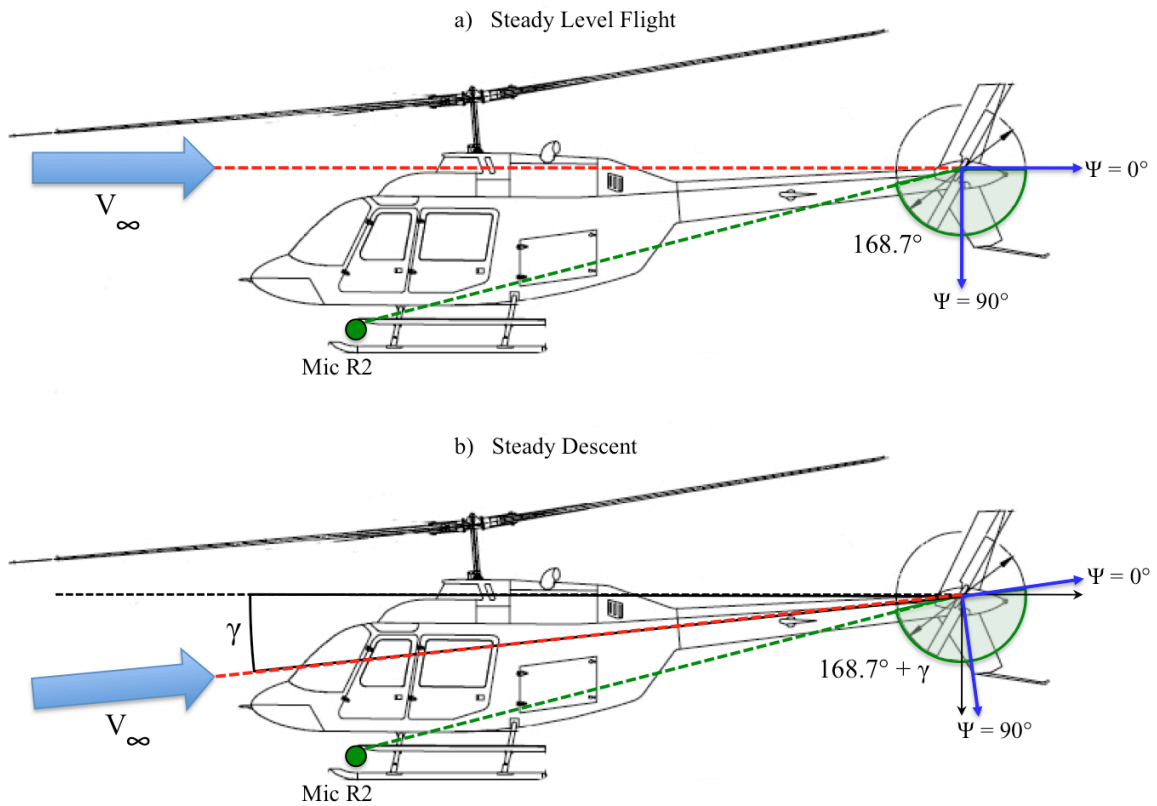 a) Steady Level Flight
V∞
Ψ = 0°
168.7°
Ψ = 90°
Mic R2
b) Steady Descent
Ψ = 0°
γ
168.7° + γ
V∞
Ψ = 90°
Mic R2